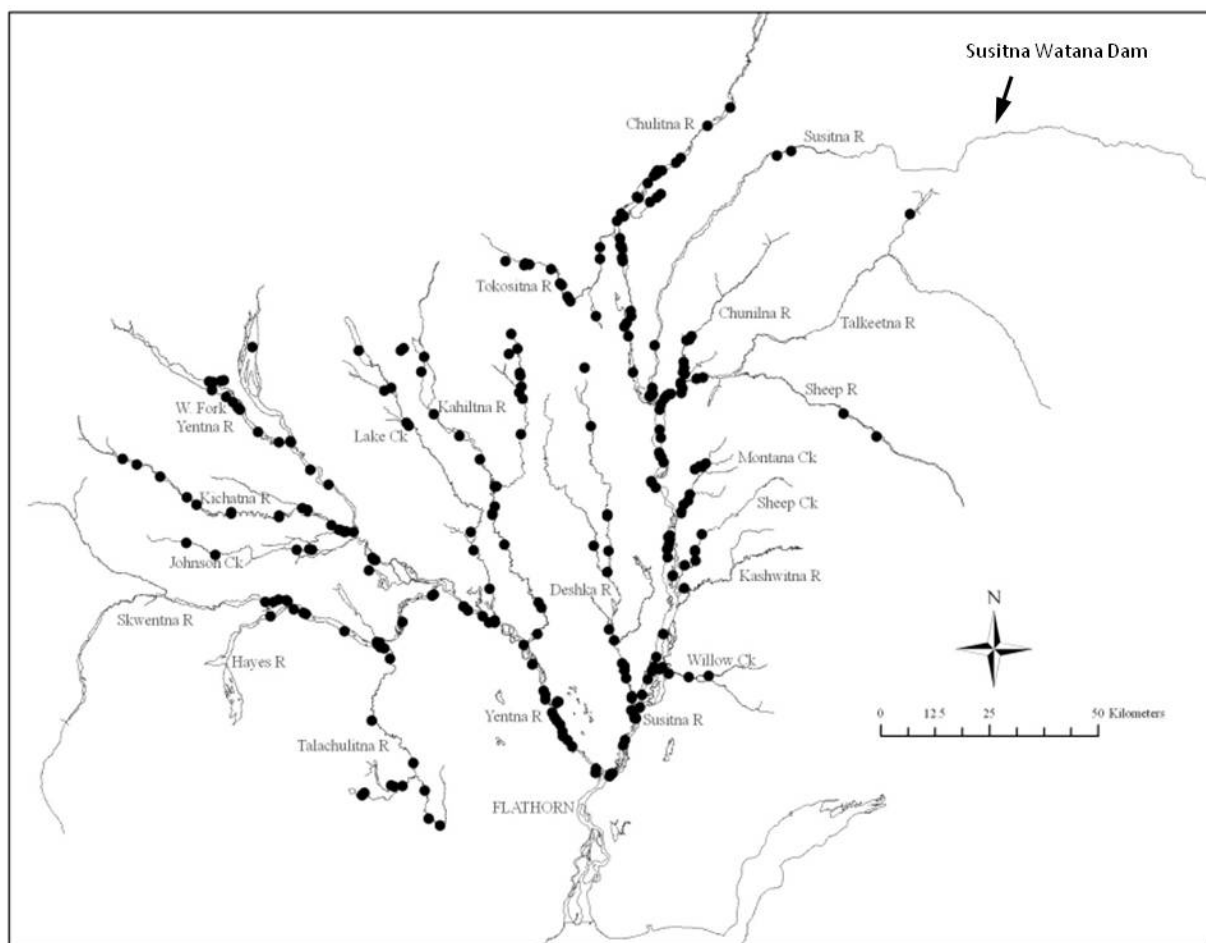 Susitna Watana Dam
Chulitna R
Susitna R
Tokositna R
Chunilna R
Talkeetna R
W. Fork
Yentna R
Kahiltna R
Lake Ck
Sheep R
Montana Ck
Kichatna R
Sheep Ck
Johnson Ck
Kashwitna R
Deshka R
Skwentna R
N
Hayes R
Willow Ck
Yentna R
Susitna R
0 12.5 25 50 Kilometers
Talachulitna R
FLATHORN